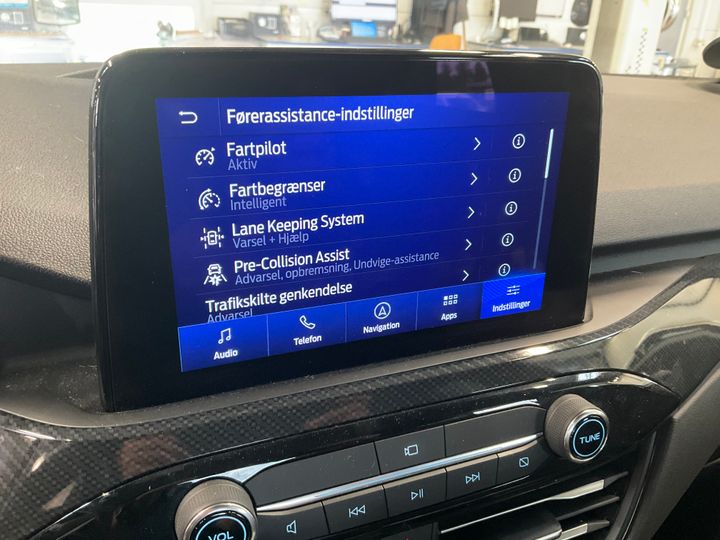 Førerassistance-indstillinger
Fartpilot
Aktiv
Fartbegrænser
Intelligent
Lane Keeping System
Varsel + Hjælp
Pre-Collision Assist
Advarsel, opbremsning, Undvige-assistance
Trafikskilte genkendelse
Advarsel
Audio
Telefon
Navigation
Apps
Indstillinger
VOL
TUNE